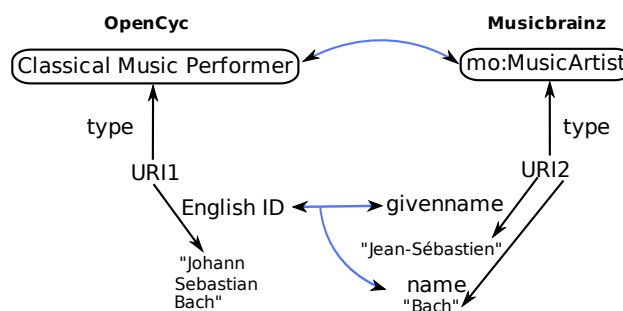 OpenCyc
Musicbrainz
Classical Music Performer
mo:MusicArtist
type
type
URI1
URI2
English ID
givenname
"Jean-Sébastien"
"Johann
Sebastian
Bach"
name
"Bach"